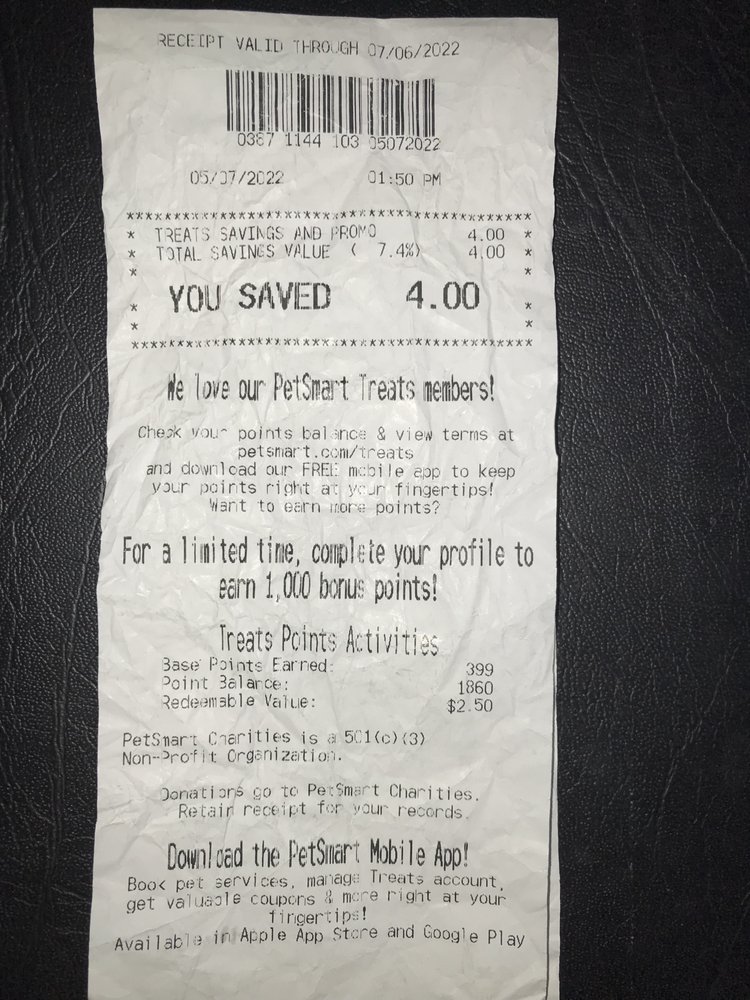 RECEIPT VALID THROUGH 07/06/2022
0387 1144 103 05072022
05/07/2022 01:50 PM
*****************************************
* TREATS SAVINGS AND PROMO 4.00 *
* TOTAL SAVINGS VALUE ( 7.4%) 4.00 *
* *
* YOU SAVED 4.00 *
* *
*****************************************
We love our PetSmart Treats members!
Check your points balance & view terms at
petsmart.com/treats
and download our FREE mobile app to keep
your points right at your fingertips!
Want to earn more points?
For a limited time, complete your profile to
earn 1,000 bonus points!
Treats Points Activities
Base Points Earned: 399
Point Balance: 1860
Redeemable Value: $2.50
PetSmart Charities is a 501(c)(3)
Non-Profit Organization.
Donations go to PetSmart Charities.
Retain receipt for your records.
Download the PetSmart Mobile App!
Book pet services, manage Treats account,
get valuable coupons & more right at your
fingertips!
Available in Apple App Store and Google Play